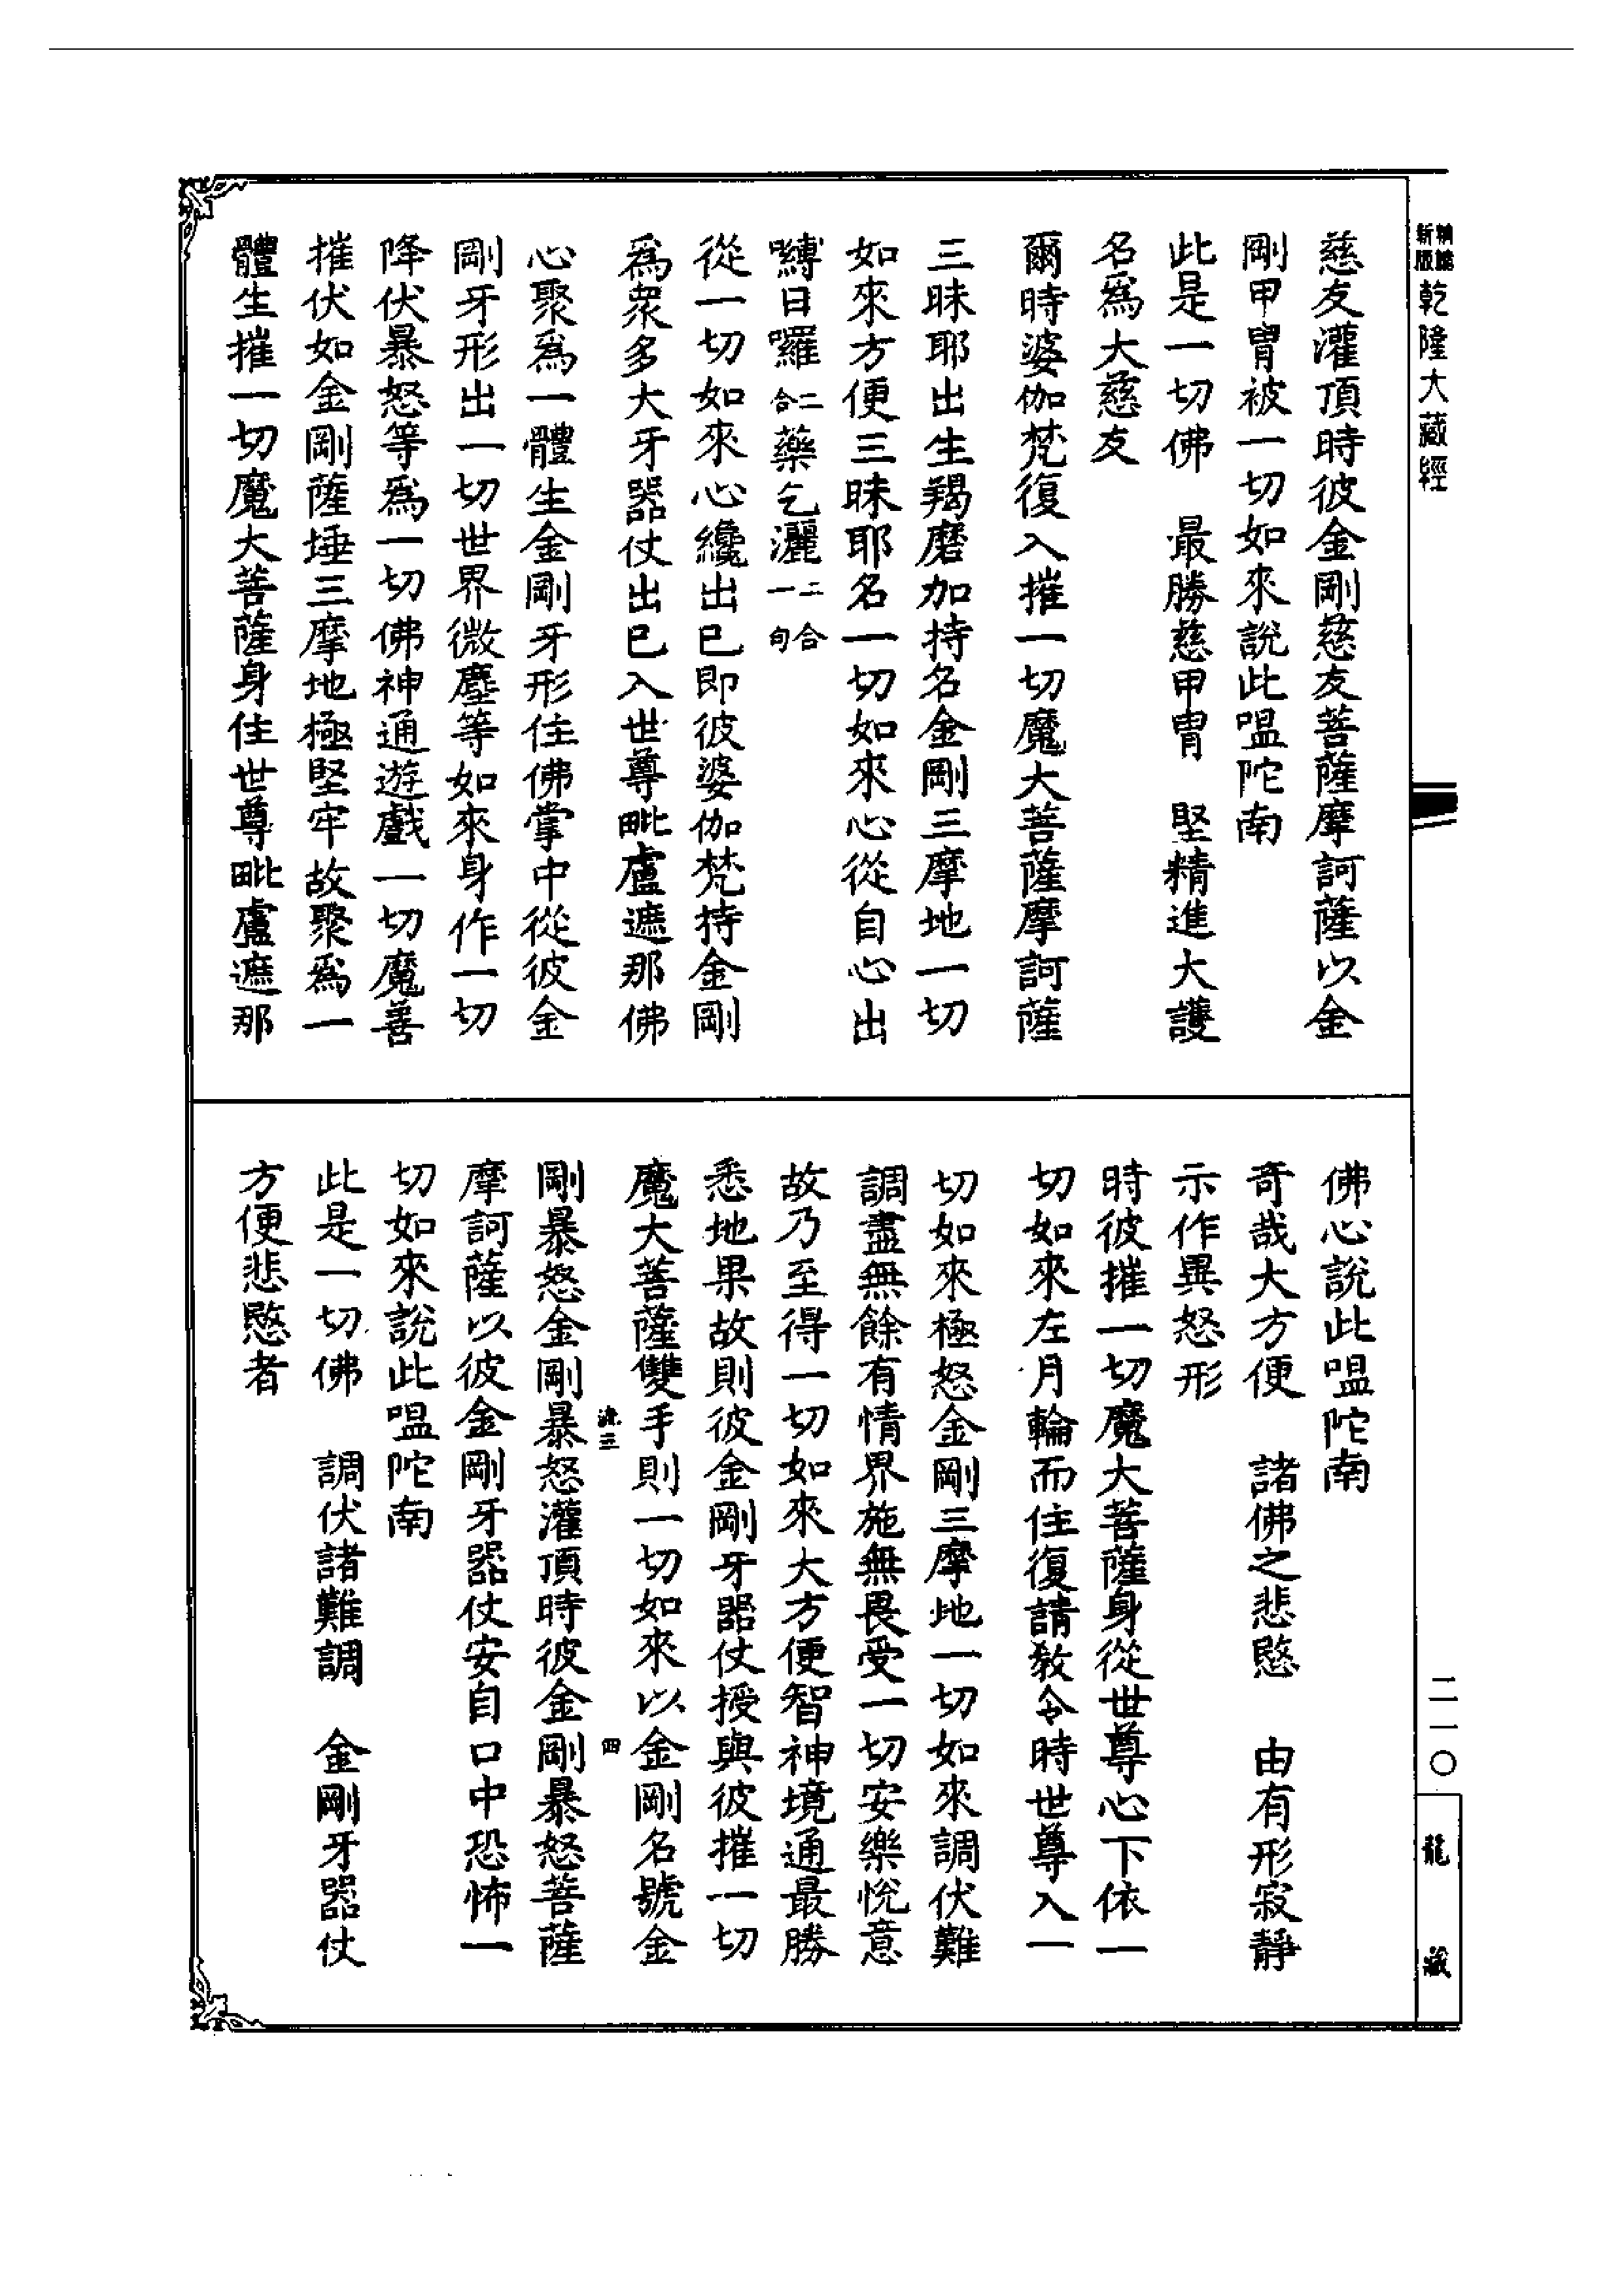 新版
乾隆大藏經
慈友灌頂時彼金剛慈友菩薩摩訶薩以金
剛甲胄被一切如來說此嗢陀南
此是一切佛　最勝慈甲胄　堅精進大護
名爲大慈友
爾時婆伽梵復入摧一切魔大菩薩摩訶薩
三昧耶出生羯磨加持名金剛三摩地一切
如來方便三昧耶名一切如來心從自心出
嚩日囉二合藥乞灑二合一句
從一切如來心纔出已即彼婆伽梵持金剛
爲衆多大牙器仗出已入世尊毗盧遮那佛
心聚爲一體生金剛牙形住佛掌中從彼金
剛牙形出一切世界微塵等如來身作一切
降伏暴怒等爲一切佛神通遊戲一切魔善
摧伏如金剛薩埵三摩地極堅牢故聚爲一
體生摧一切魔大菩薩身住世尊毗盧遮那
佛心說此嗢陀南
奇哉大方便　諸佛之悲愍　由有形寂靜
示作異怒形
時彼摧一切魔大菩薩身從世尊心下依一
切如來左月輪而住復請教令時世尊入一
切如來極怒金剛三摩地一切如來調伏難
調盡無餘有情界施無畏受一切安樂悅意
故乃至得一切如來大方便智神境通最勝
悉地果故則彼金剛牙器仗授與彼摧一切
魔大菩薩雙手則一切如來以金剛名號金
三　四
剛暴怒金剛暴怒灌頂時彼金剛暴怒菩薩
摩訶薩以彼金剛牙器仗安自口中恐怖一
切如來說此嗢陀南
此是一切佛　調伏諸難調　金剛牙器仗
方便悲愍者
二一〇
龍藏